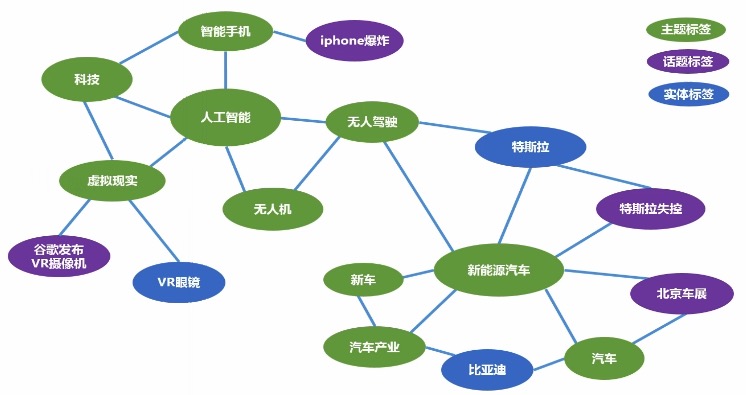 智能手机
iphone爆炸
主题标签
话题标签
实体标签
科技
人工智能
无人驾驶
特斯拉
虚拟现实
无人机
特斯拉失控
谷歌发布
VR摄像机
VR眼镜
新车
新能源汽车
北京车展
汽车产业
比亚迪
汽车